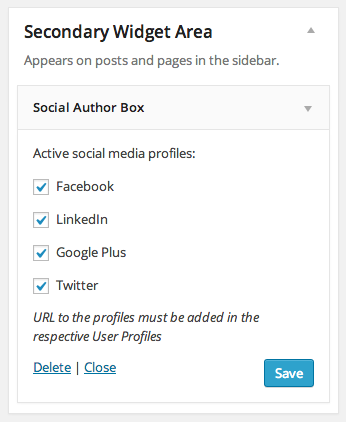 Secondary Widget Area
Appears on posts and pages in the sidebar.
Social Author Box
Active social media profiles:
Facebook
LinkedIn
Google Plus
Twitter
URL to the profiles must be added in the
respective User Profiles
Delete | Close
Save